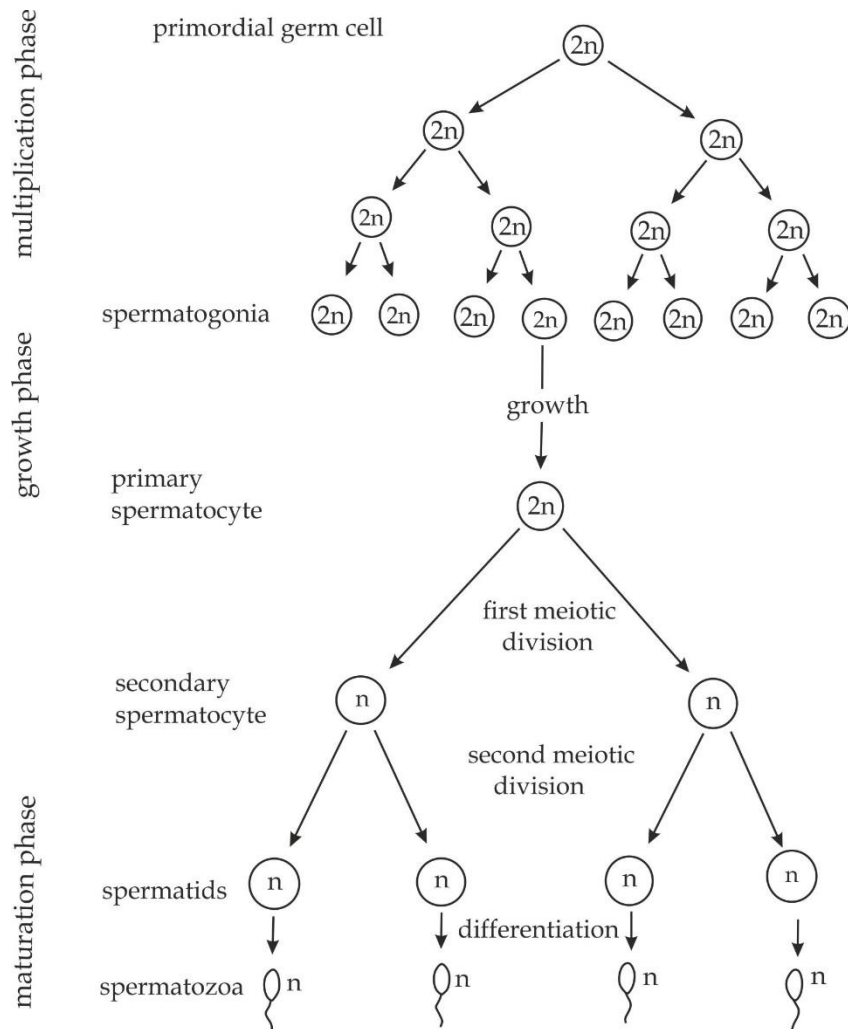 primordial germ cell
2n
multiplication phase
2n 2n
2n 2n 2n 2n
spermatogonia 2n 2n 2n 2n 2n 2n 2n 2n
growth phase
growth
primary
spermatocyte
2n
first meiotic
division
secondary
spermatocyte
n n
second meiotic
division
maturation phase
spermatids n n n n
differentiation
spermatozoa n n n n